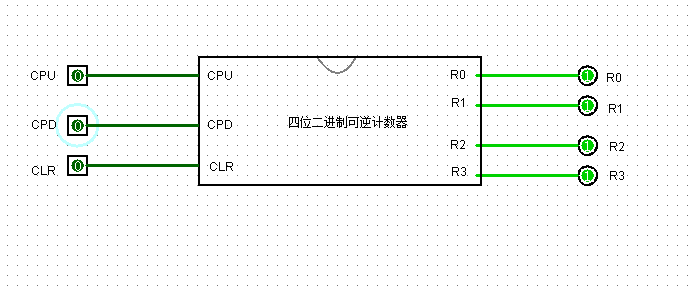 CPU 0 CPU R0 1 R0
R1 1 R1
CPD 0 CPD 四位二进制可逆计数器
R2 1 R2
CLR 0 CLR
R3 1 R3